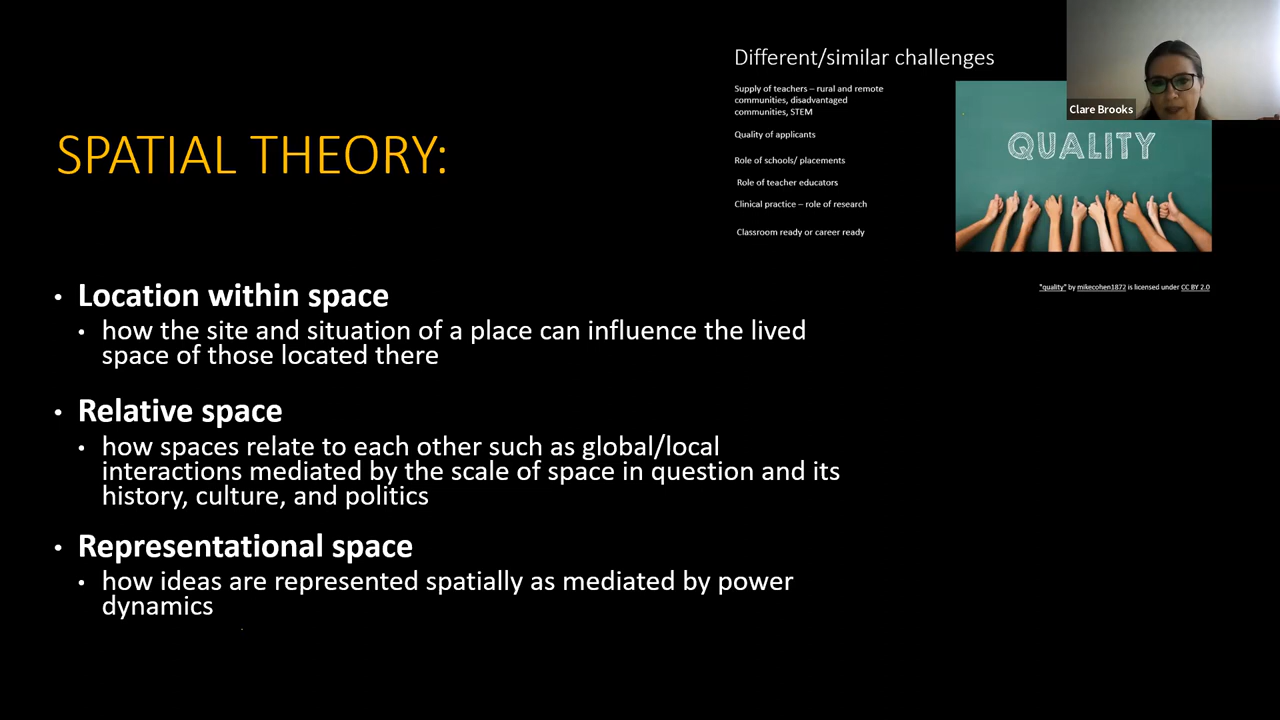 SPATIAL THEORY:
• Location within space
• how the site and situation of a place can influence the lived
space of those located there
• Relative space
• how spaces relate to each other such as global/local
interactions mediated by the scale of space in question and its
history, culture, and politics
• Representational space
• how ideas are represented spatially as mediated by power
dynamics
Different/similar challenges
Supply of teachers – rural and remote
communities, disadvantaged
communities, STEM
Quality of applicants
Role of schools/ placements
Role of teacher educators
Clinical practice – role of research
Classroom ready or career ready
QUALITY
"quality" by mikecohen1872 is licensed under CC BY 2.0
Clare Brooks